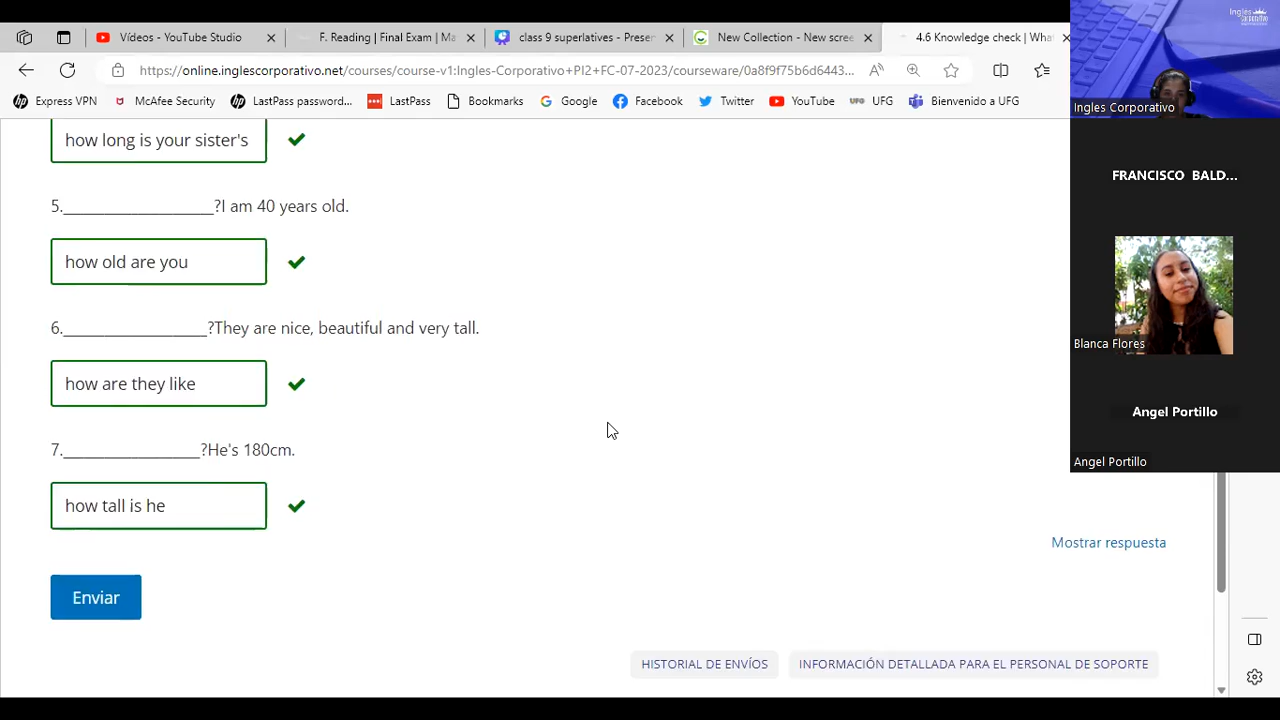 Vídeos - YouTube Studio
F. Reading | Final Exam | Ma
class 9 superlatives - Presen
New Collection - New scree
4.6 Knowledge check | What
https://online.inglescorporativo.net/courses/course-v1:Ingles-Corporativo+PI2+FC-07-2023/courseware/0a8f9f75b6d6443...
Express VPN
McAfee Security
LastPass password...
LastPass
Bookmarks
Google
Facebook
Twitter
YouTube
UFG
Bienvenido a UFG
how long is your sister's
5.____________________?I am 40 years old.
how old are you
6.___________________?They are nice, beautiful and very tall.
how are they like
7.__________________?He's 180cm.
how tall is he
Mostrar respuesta
Enviar
HISTORIAL DE ENVÍOS
INFORMACIÓN DETALLADA PARA EL PERSONAL DE SOPORTE
Ingles
corporativo
Ingles Corporativo
FRANCISCO BALD...
Blanca Flores
Angel Portillo
Angel Portillo